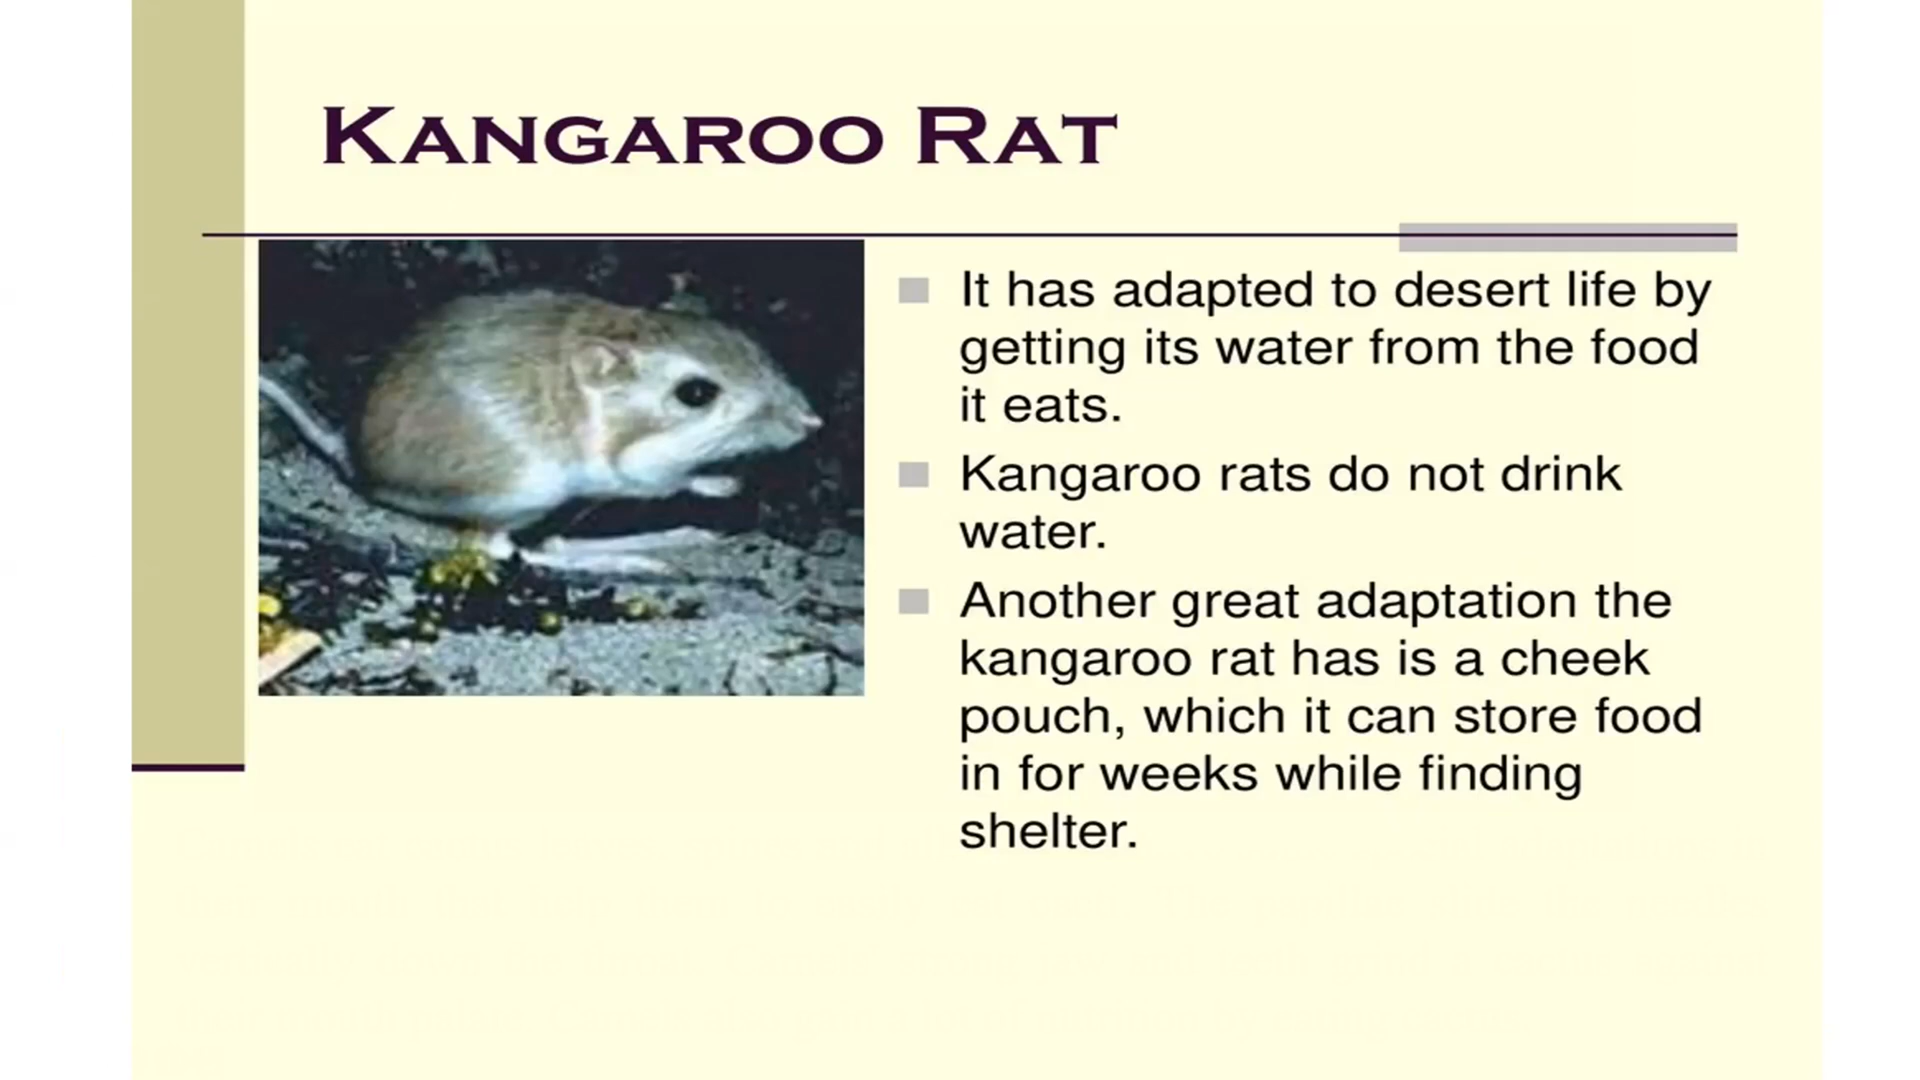 KANGAROO RAT
It has adapted to desert life by
getting its water from the food
it eats.
Kangaroo rats do not drink
water.
Another great adaptation the
kangaroo rat has is a cheek
pouch, which it can store food
in for weeks while finding
shelter.